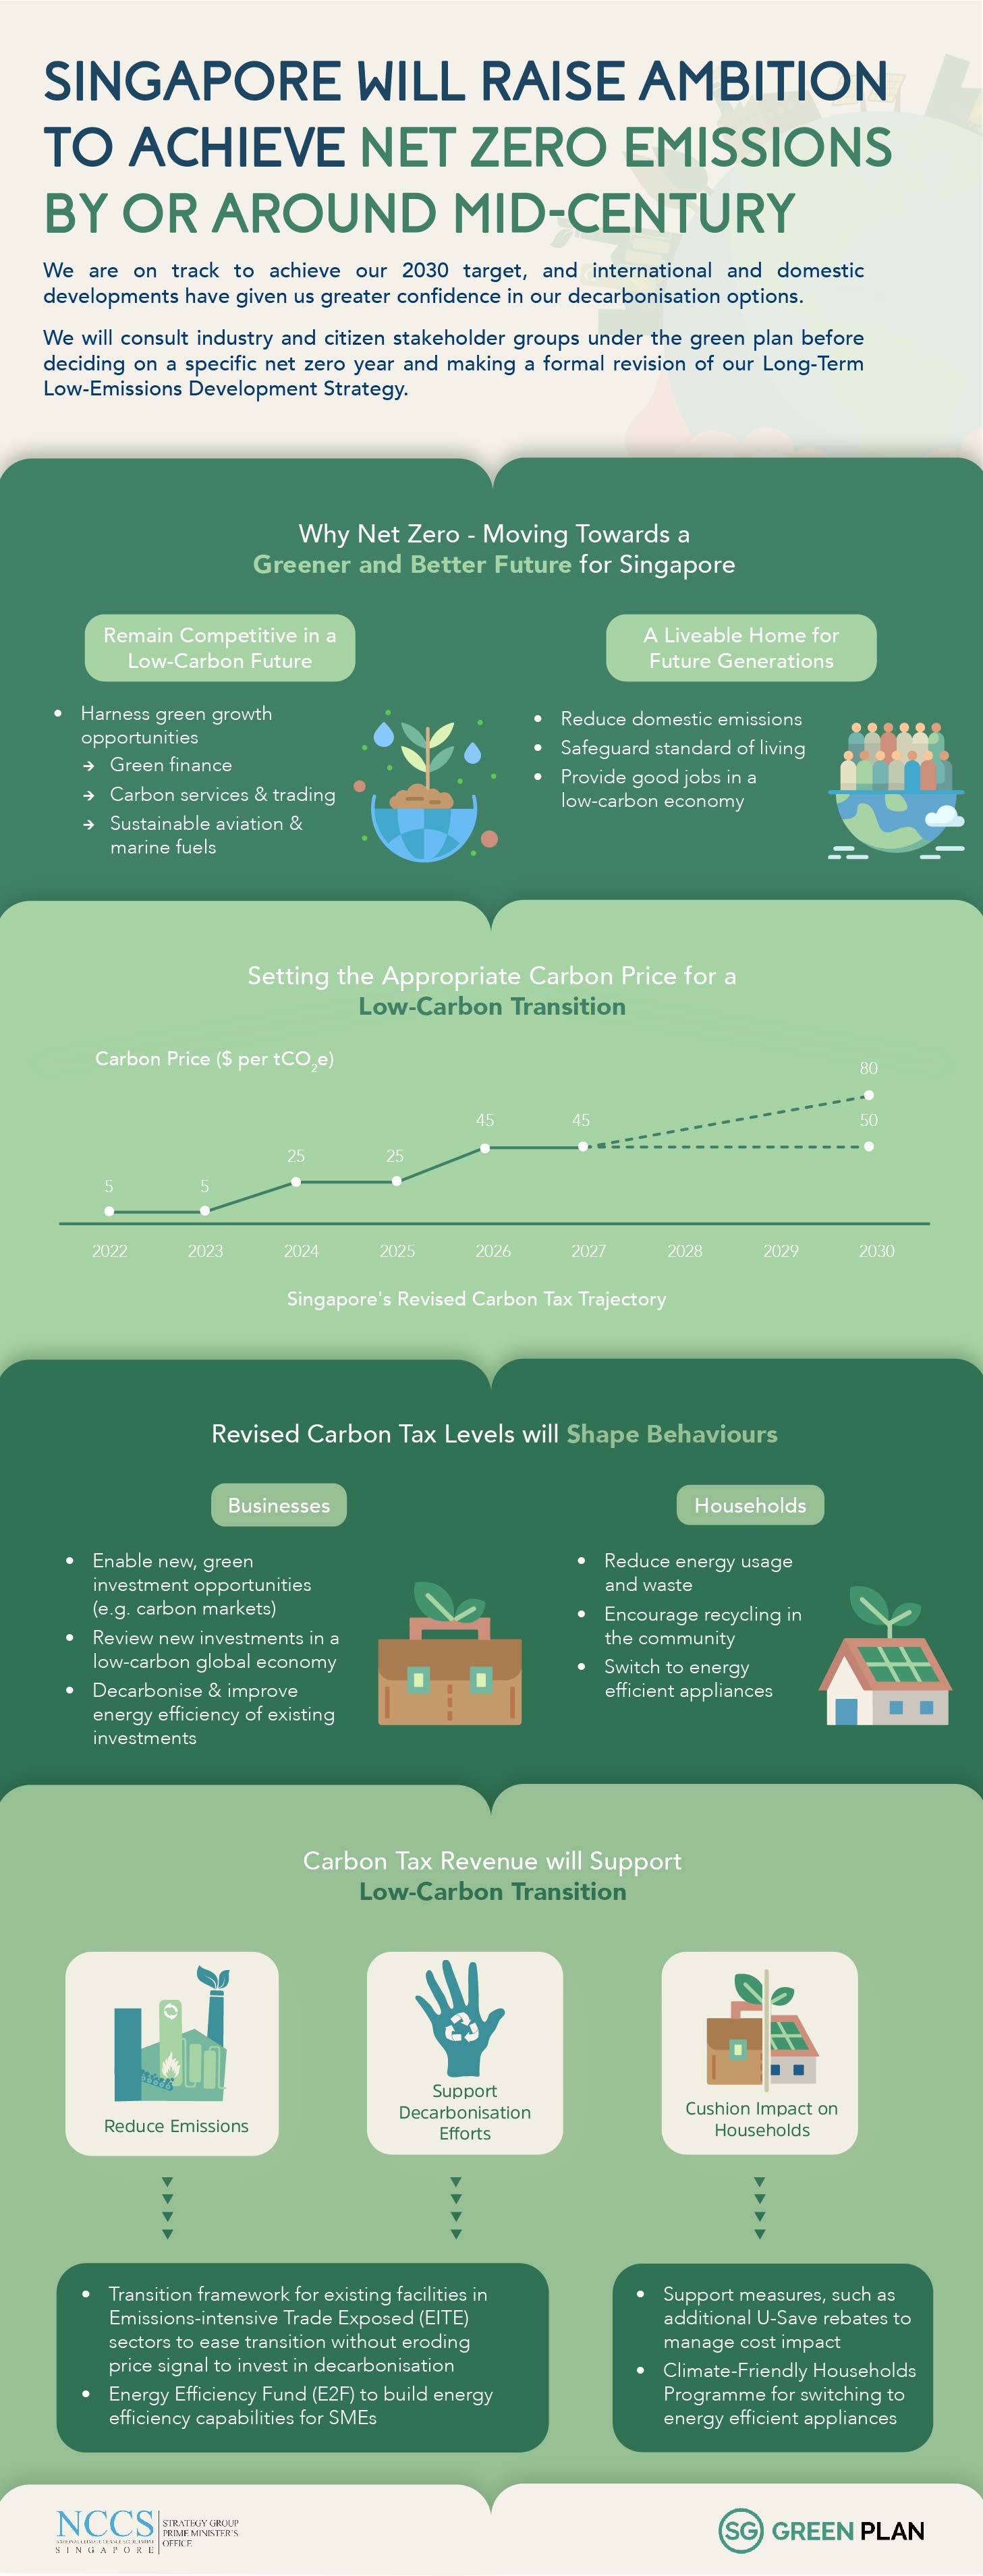 SINGAPORE WILL RAISE AMBITION
TO ACHIEVE NET ZERO EMISSIONS
BY OR AROUND MID-CENTURY
We are on track to achieve our 2030 target, and international and domestic
developments have given us greater confidence in our decarbonisation options.
We will consult industry and citizen stakeholder groups under the green plan before
deciding on a specific net zero year and making a formal revision of our Long-Term
Low-Emissions Development Strategy.
Why Net Zero - Moving Towards a
Greener and Better Future for Singapore
Remain Competitive in a
Low-Carbon Future
• Harness green growth
opportunities
→ Green finance
→ Carbon services & trading
→ Sustainable aviation &
marine fuels
A Liveable Home for
Future Generations
• Reduce domestic emissions
• Safeguard standard of living
• Provide good jobs in a
low-carbon economy
Setting the Appropriate Carbon Price for a
Low-Carbon Transition
Carbon Price ($ per tCO₂e)
80
50
45 45
25 25
5 5
2022 2023 2024 2025 2026 2027 2028 2029 2030
Singapore's Revised Carbon Tax Trajectory
Revised Carbon Tax Levels will Shape Behaviours
Businesses
• Enable new, green
investment opportunities
(e.g. carbon markets)
• Review new investments in a
low-carbon global economy
• Decarbonise & improve
energy efficiency of existing
investments
Households
• Reduce energy usage
and waste
• Encourage recycling in
the community
• Switch to energy
efficient appliances
Carbon Tax Revenue will Support
Low-Carbon Transition
Reduce Emissions
Support
Decarbonisation
Efforts
Cushion Impact on
Households
• Transition framework for existing facilities in
Emissions-intensive Trade Exposed (EITE)
sectors to ease transition without eroding
price signal to invest in decarbonisation
• Energy Efficiency Fund (E2F) to build energy
efficiency capabilities for SMEs
• Support measures, such as
additional U-Save rebates to
manage cost impact
• Climate-Friendly Households
Programme for switching to
energy efficient appliances
NCCS
SINGAPORE
STRATEGY GROUP
PRIME MINISTER'S
OFFICE
SG GREEN PLAN